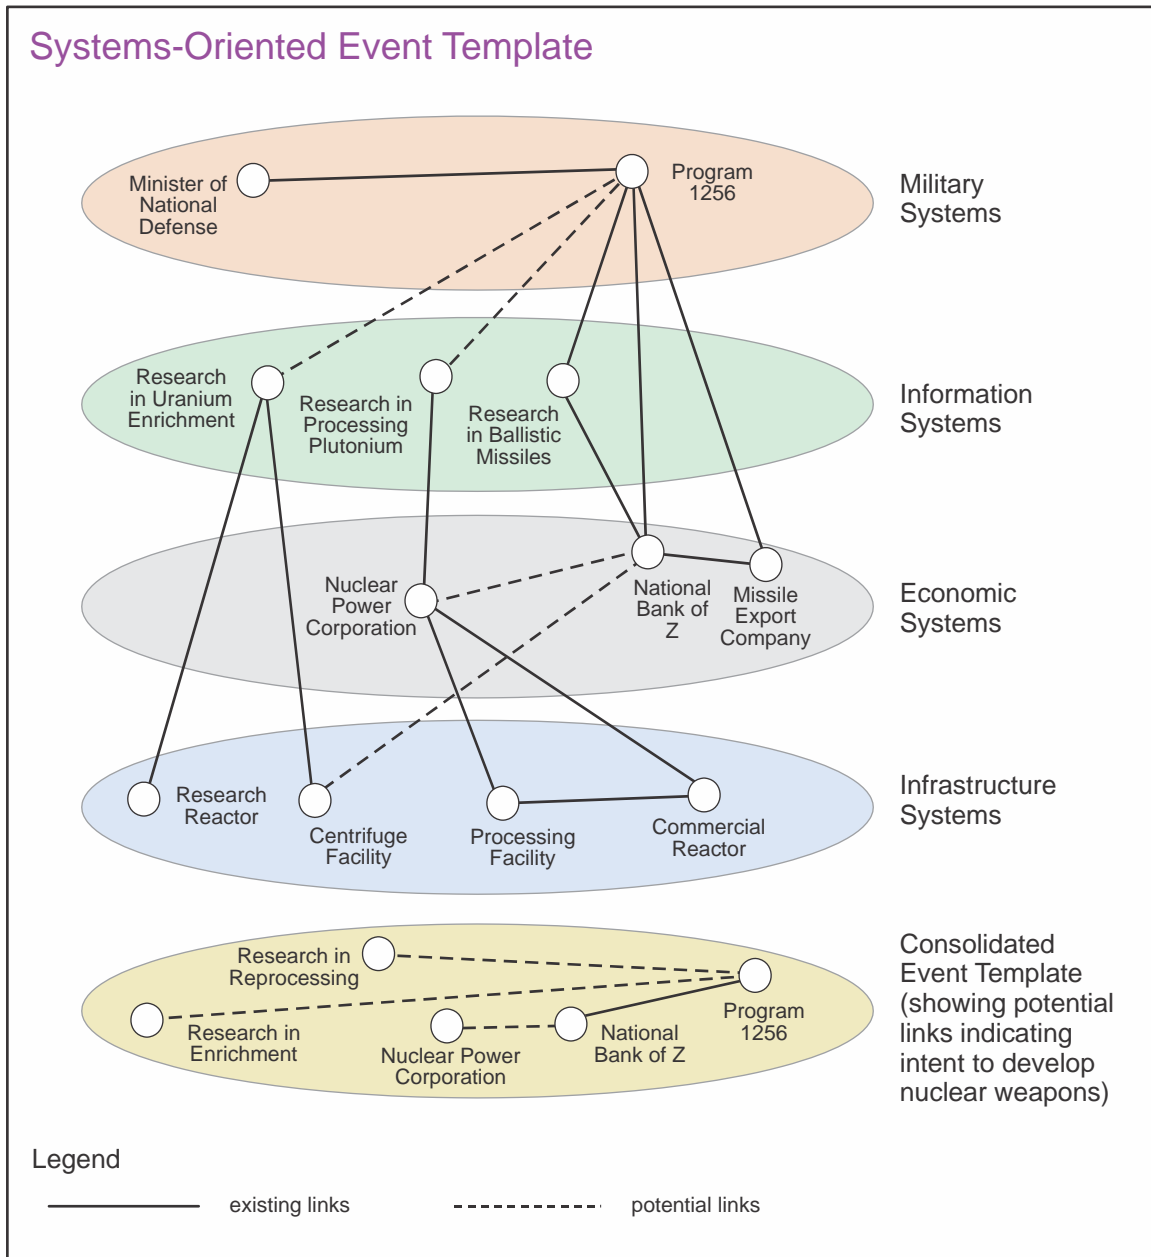 Systems-Oriented Event Template
Minister of
National
Defense
Program
1256
Military
Systems
Research
in Uranium
Enrichment
Research in
Processing
Plutonium
Research
in Ballistic
Missiles
Information
Systems
Nuclear
Power
Corporation
National
Bank of
Z
Missile
Export
Company
Economic
Systems
Research
Reactor
Centrifuge
Facility
Processing
Facility
Commercial
Reactor
Infrastructure
Systems
Research in
Reprocessing
Research in
Enrichment
Nuclear Power
Corporation
National
Bank of Z
Program
1256
Consolidated
Event Template
(showing potential
links indicating
intent to develop
nuclear weapons)
Legend
existing links
potential links